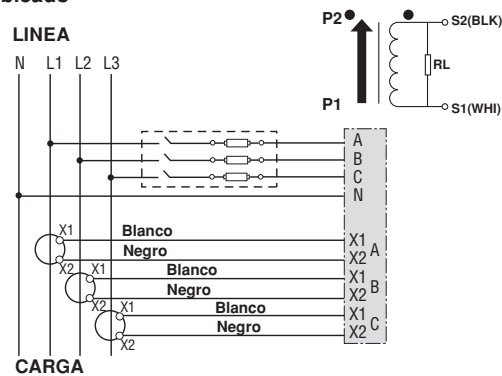 bleado
LINEA
N L1 L2 L3
P2
S2(BLK)
RL
P1
S1(WHI)
A
B
C
N
X1 Blanco X1
Negro X2 A
X2 X1 Blanco X1
Negro X2 B
X2 X1 Blanco X1
Negro X2 C
X2
CARGA